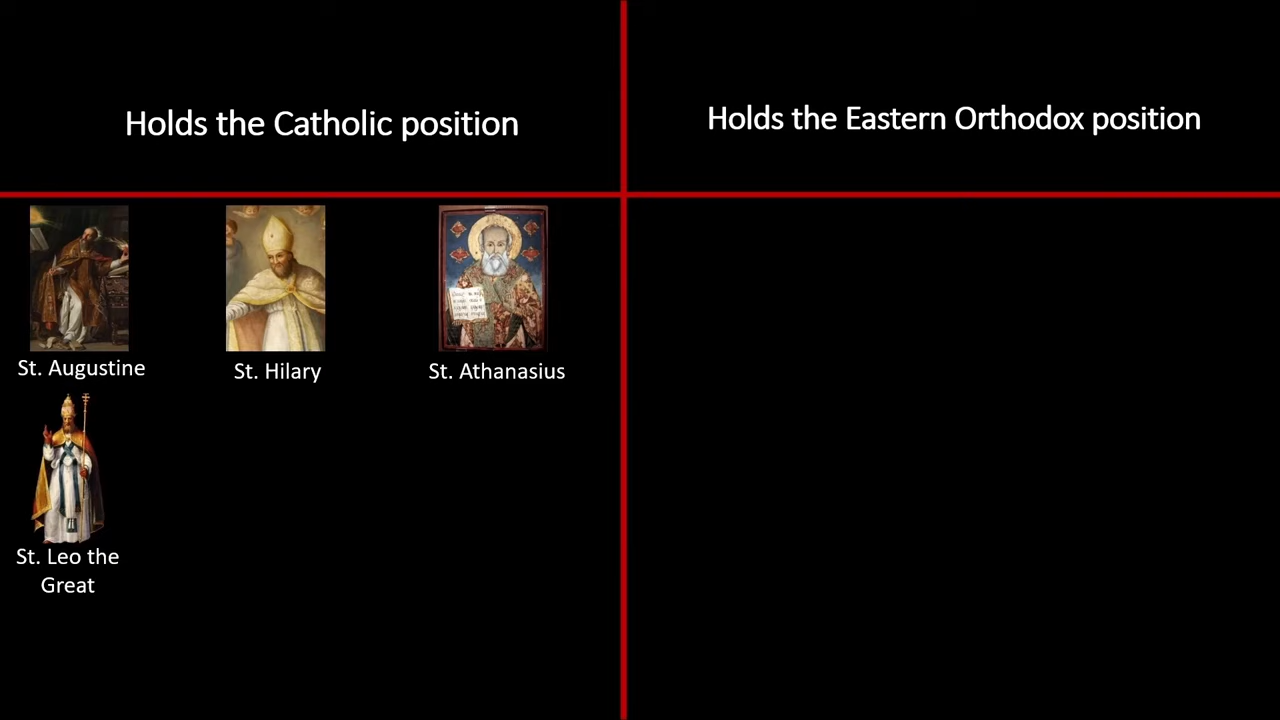 Holds the Catholic position
Holds the Eastern Orthodox position
St. Augustine
St. Hilary
St. Athanasius
St. Leo the
Great